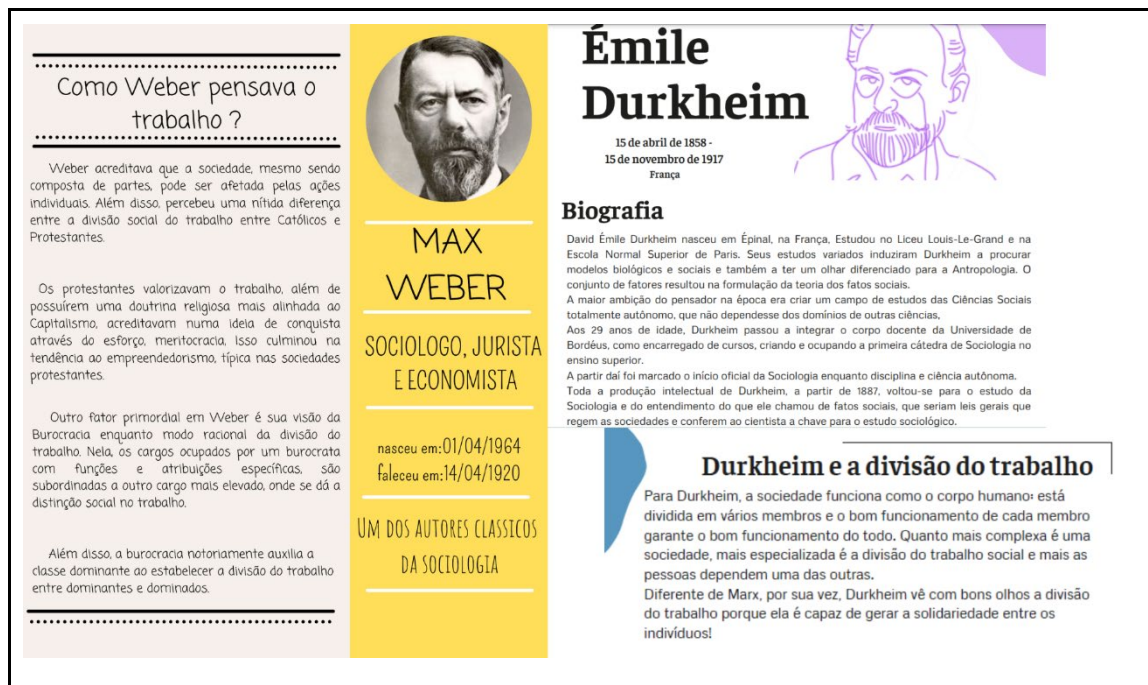 Como Weber pensava o
trabalho ?
Weber acreditava que a sociedade, mesmo sendo
composta de partes, pode ser afetada pelas ações
individuais. Além disso, percebeu uma nítida diferença
entre a divisão social do trabalho entre Católicos e
Protestantes.
Os protestantes valorizavam o trabalho, além de
possuírem uma doutrina religiosa mais alinhada ao
Capitalismo, acreditavam numa ideia de conquista
através do esforço, meritocracia, Isso culminou na
tendência ao empreendedorismo, típica nas sociedades
protestantes.
Outro fator primordial em Weber é sua visão da
Burocracia enquanto modo racional da divisão do
trabalho. Nela, os cargos ocupados por um burocrata
com funções e atribuições específicas, são
subordinadas a outro cargo mais elevado, onde se dá a
distinção social no trabalho.
Além disso, a burocracia notoriamente auxilia a
classe dominante ao estabelecer a divisão do trabalho
entre dominantes e dominados.
MAX
WEBER
SOCIOLOGO, JURISTA
E ECONOMISTA
nasceu em:01/04/1964
faleceu em:14/04/1920
UM DOS AUTORES CLASSICOS
DA SOCIOLOGIA
Émile
Durkheim
15 de abril de 1858 -
15 de novembro de 1917
França
Biografia
David Émile Durkheim nasceu em Épinal, na França, Estudou no Liceu Louis-Le-Grand e na
Escola Normal Superior de Paris. Seus estudos variados induziram Durkheim a procurar
modelos biológicos e sociais e também a ter um olhar diferenciado para a Antropologia. O
conjunto de fatores resultou na formulação da teoria dos fatos sociais.
A maior ambição do pensador na época era criar um campo de estudos das Ciências Sociais
totalmente autônomo, que não dependesse dos domínios de outras ciências,
Aos 29 anos de idade, Durkheim passou a integrar o corpo docente da Universidade de
Bordéus, como encarregado de cursos, criando e ocupando a primeira cátedra de Sociologia no
ensino superior.
A partir daí foi marcado o início oficial da Sociologia enquanto disciplina e ciência autônoma.
Toda a produção intelectual de Durkheim, a partir de 1887, voltou-se para o estudo da
Sociologia e do entendimento do que ele chamou de fatos sociais, que seriam leis gerais que
regem as sociedades e conferem ao cientista a chave para o estudo sociológico.
Durkheim e a divisão do trabalho
Para Durkheim, a sociedade funciona como o corpo humano: está
dividida em vários membros e o bom funcionamento de cada membro
garante o bom funcionamento do todo. Quanto mais complexa é uma
sociedade, mais especializada é a divisão do trabalho social e mais as
pessoas dependem uma das outras.
Diferente de Marx, por sua vez, Durkheim vê com bons olhos a divisão
do trabalho porque ela é capaz de gerar a solidariedade entre os
indivíduos!